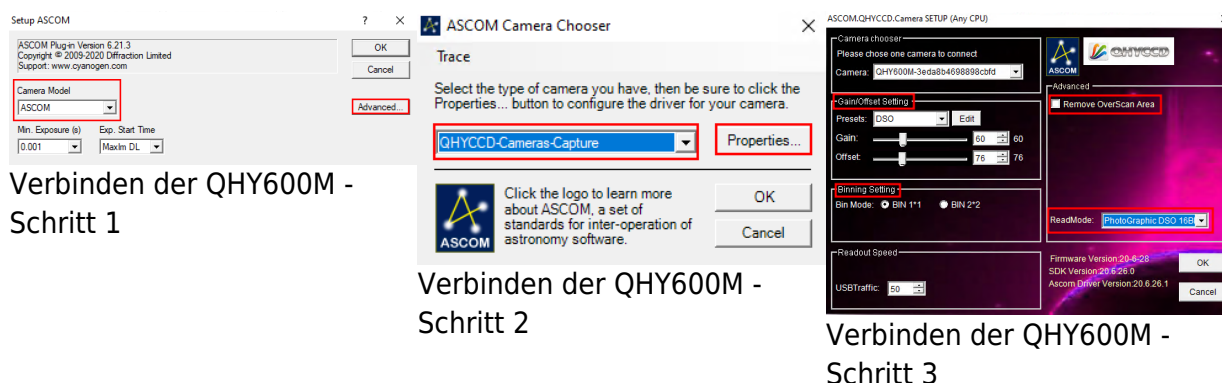 Setup ASCOM
? ×
ASCOM Plug-in Version 6.21.3
Copyright © 2009-2020 Diffraction Limited
Support: www.cyanogen.com
OK
Cancel
Camera Model
ASCOM
Advanced...
Min. Exposure (s) Exp. Start Time
0.001 MaxIm DL
Verbinden der QHY600M -
Schritt 1
ASCOM Camera Chooser
Trace
Select the type of camera you have, then be sure to click the
Properties... button to configure the driver for your camera.
QHYCCD-Cameras-Capture
Properties...
ASCOM
Click the logo to learn more
about ASCOM, a set of
standards for inter-operation of
astronomy software.
OK
Cancel
Verbinden der QHY600M -
Schritt 2
ASCOM.QHYCCD.Camera SETUP (Any CPU)
Camera chooser
Please chose one camera to connect
Camera: QHY600M-3eda8b4698898cbfd
ASCOM
QHYCCD
Gain/Offset Setting
Presets: DSO Edit
Gain: 60 60
Offset: 76 76
Advanced
Remove OverScan Area
Binning Setting
Bin Mode: BIN 1*1 BIN 2*2
ReadMode: PhotoGraphic DSO 16BI
Readout Speed
USBTraffic: 50
Firmware Version:20-6-28
SDK Version:20.6.26.0
Ascom Driver Version:20.6.26.1
OK
Cancel
Verbinden der QHY600M -
Schritt 3